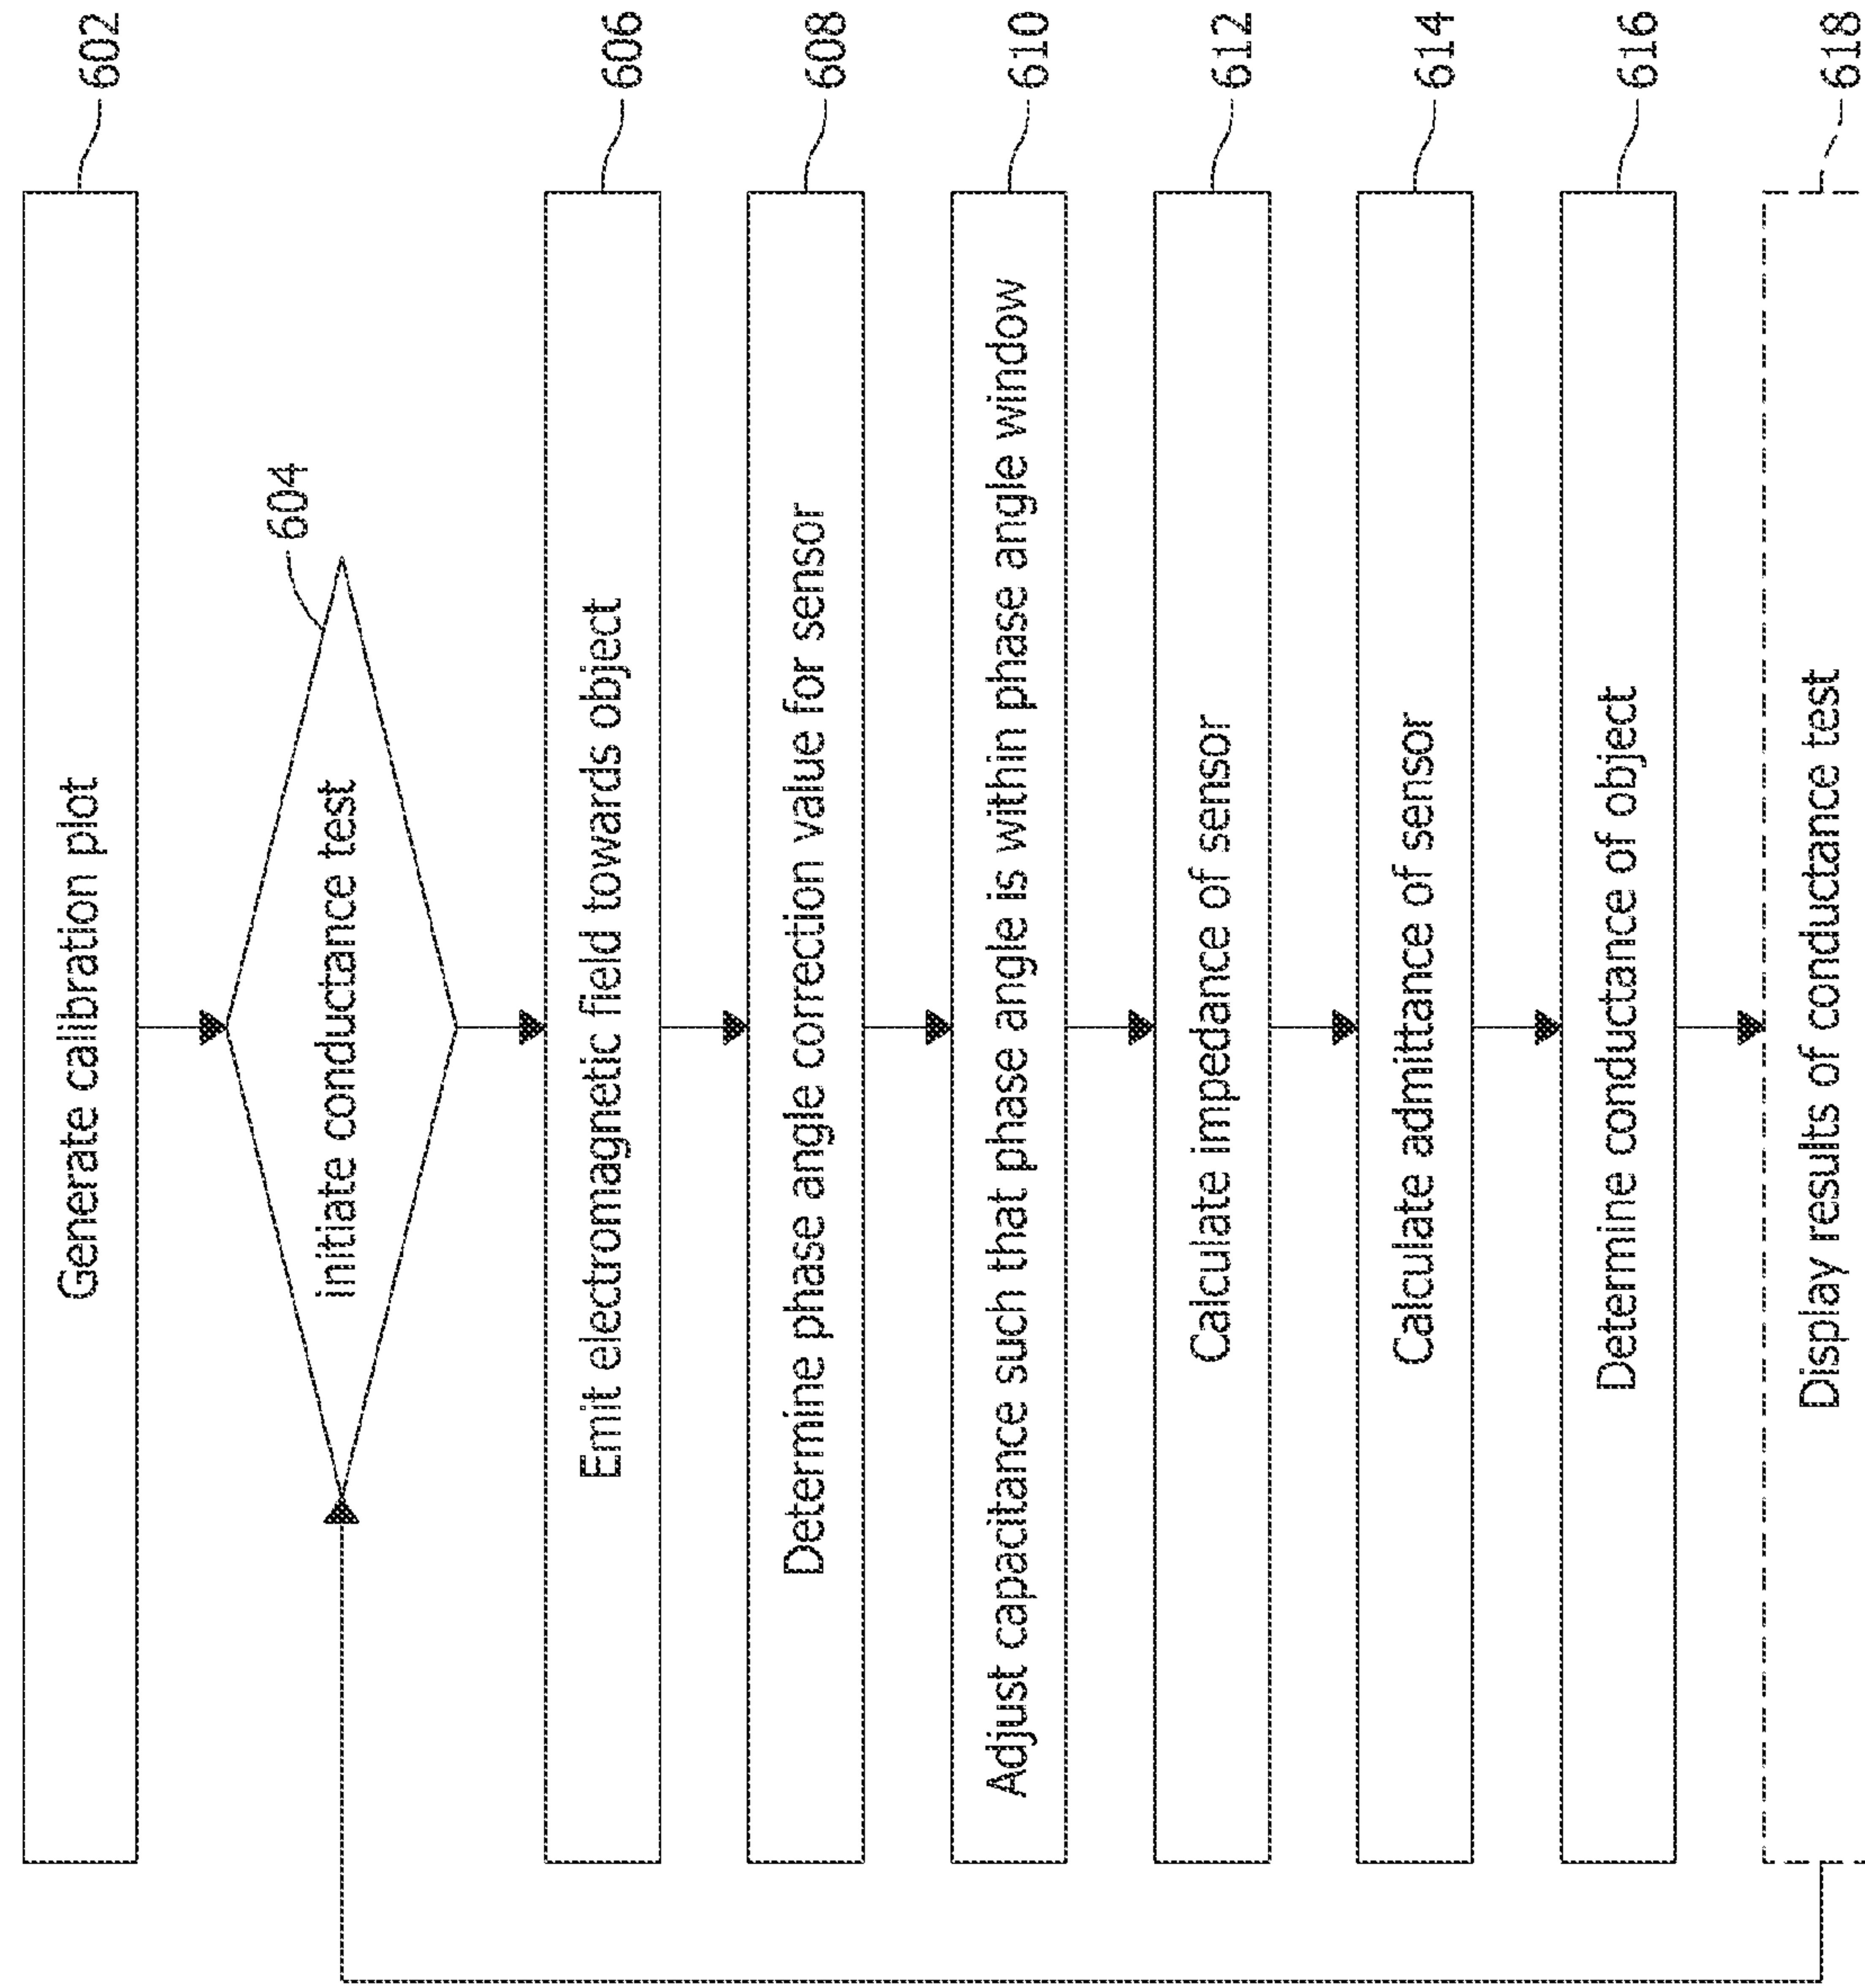 Generate calibration plot
602
Initiate conductance test
604
Emit electromagnetic field towards object
606
Determine phase angle correction value for sensor
608
Adjust capacitance such that phase angle is within phase angle window
610
Calculate impedance of sensor
612
Calculate admittance of sensor
614
Determine conductance of object
616
Display results of conductance test
618